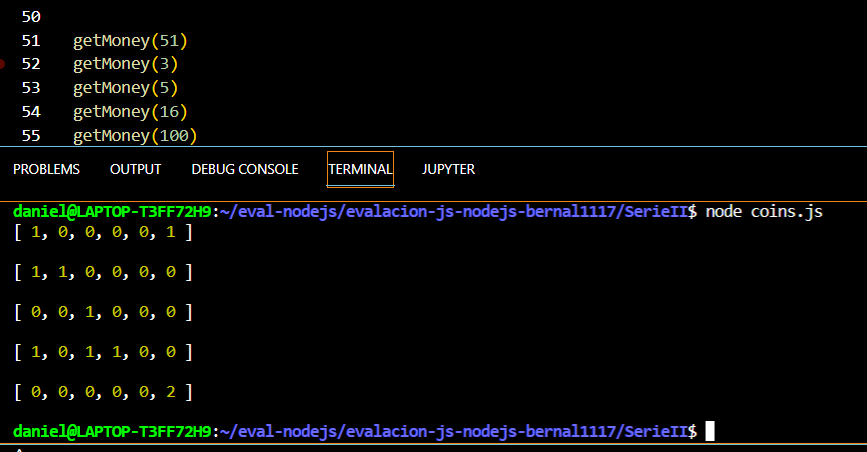 50
51 getMoney(51)
52 getMoney(3)
53 getMoney(5)
54 getMoney(16)
55 getMoney(100)
PROBLEMS OUTPUT DEBUG CONSOLE TERMINAL JUPYTER
daniel@LAPTOP-T3FF72H9:~/eval-nodejs/evalacion-js-nodejs-bernal1117/SerieII$ node coins.js
[ 1, 0, 0, 0, 0, 1 ]
[ 1, 1, 0, 0, 0, 0 ]
[ 0, 0, 1, 0, 0, 0 ]
[ 1, 0, 1, 1, 0, 0 ]
[ 0, 0, 0, 0, 0, 2 ]
daniel@LAPTOP-T3FF72H9:~/eval-nodejs/evalacion-js-nodejs-bernal1117/SerieII$